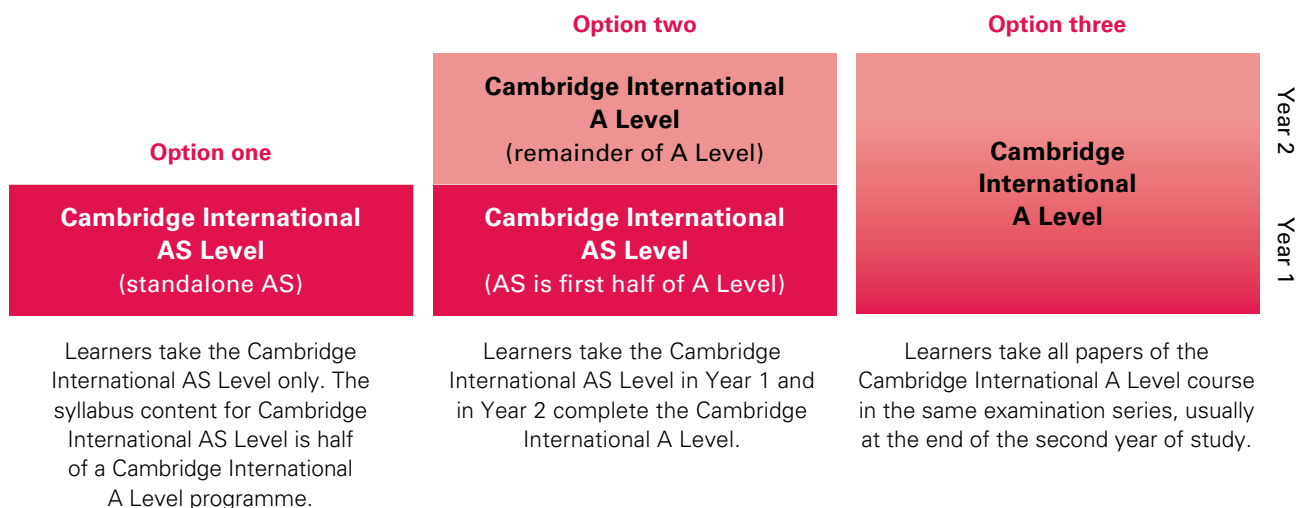 Option one
Cambridge International
AS Level
(standalone AS)
Learners take the Cambridge
International AS Level only. The
syllabus content for Cambridge
International AS Level is half
of a Cambridge International
A Level programme.
Option two
Cambridge International
A Level
(remainder of A Level)
Cambridge International
AS Level
(AS is first half of A Level)
Learners take the Cambridge
International AS Level in Year 1 and
in Year 2 complete the Cambridge
International A Level.
Option three
Cambridge
International
A Level
Learners take all papers of the
Cambridge International A Level course
in the same examination series, usually
at the end of the second year of study.
Year 2
Year 1